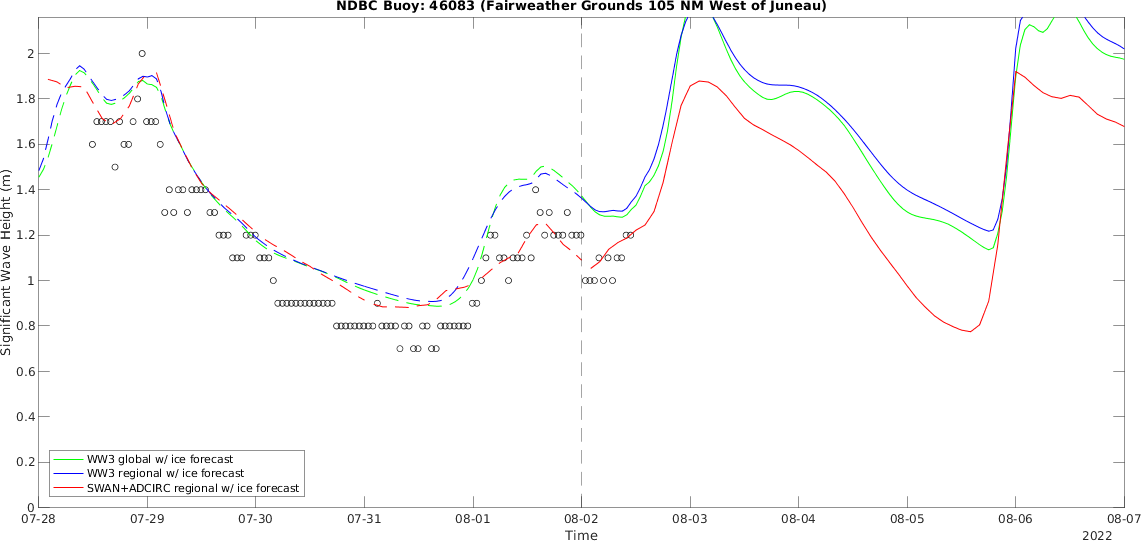 NDBC Buoy: 46083 (Fairweather Grounds 105 NM West of Juneau)
Significant Wave Height (m)
2
1.8
1.6
1.4
1.2
1
0.8
0.6
0.4
0.2
0
WW3 global w/ ice forecast
WW3 regional w/ ice forecast
SWAN+ADCIRC regional w/ ice forecast
07-28 07-29 07-30 07-31 08-01 08-02 08-03 08-04 08-05 08-06 08-07
Time
2022